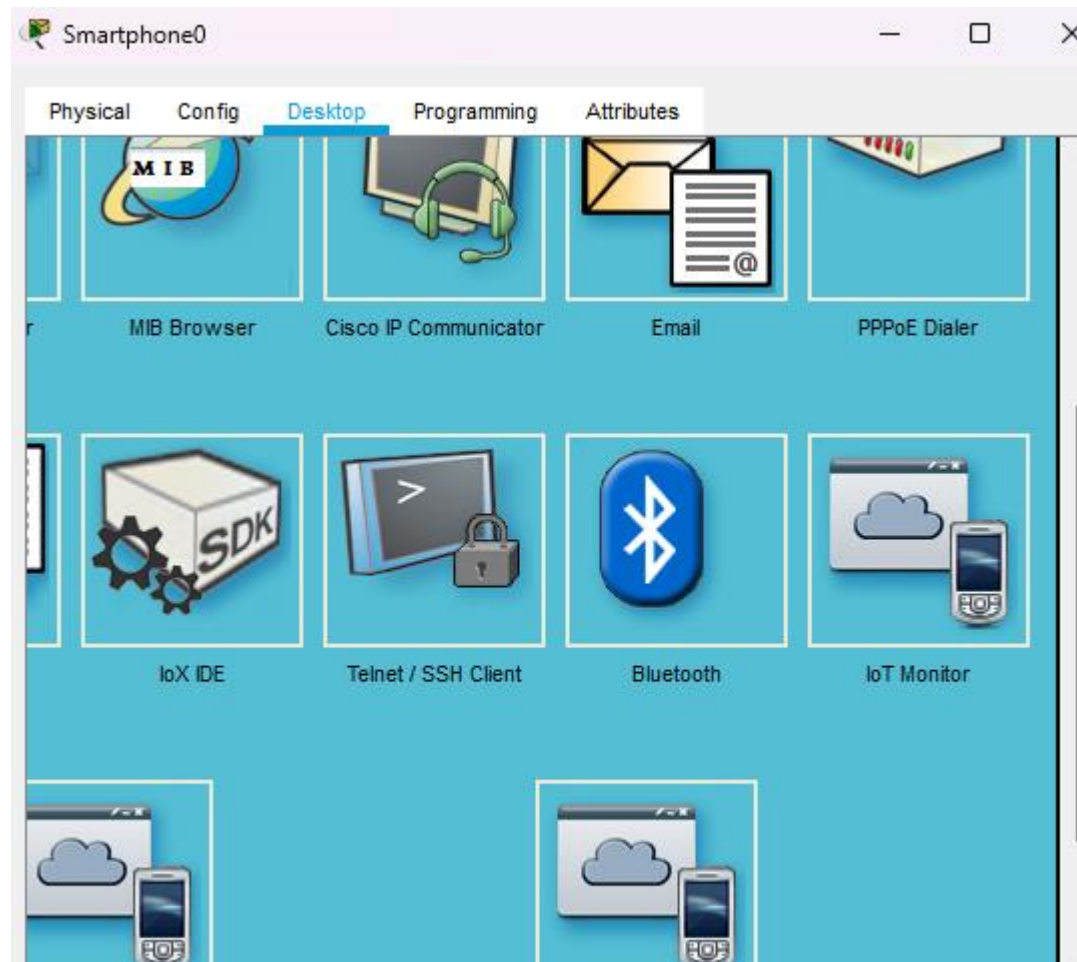 Smartphone0
Physical Config Desktop Programming Attributes
MIB
r MIB Browser Cisco IP Communicator Email PPPoE Dialer
SDK
>
@
IoX IDE Telnet / SSH Client Bluetooth IoT Monitor